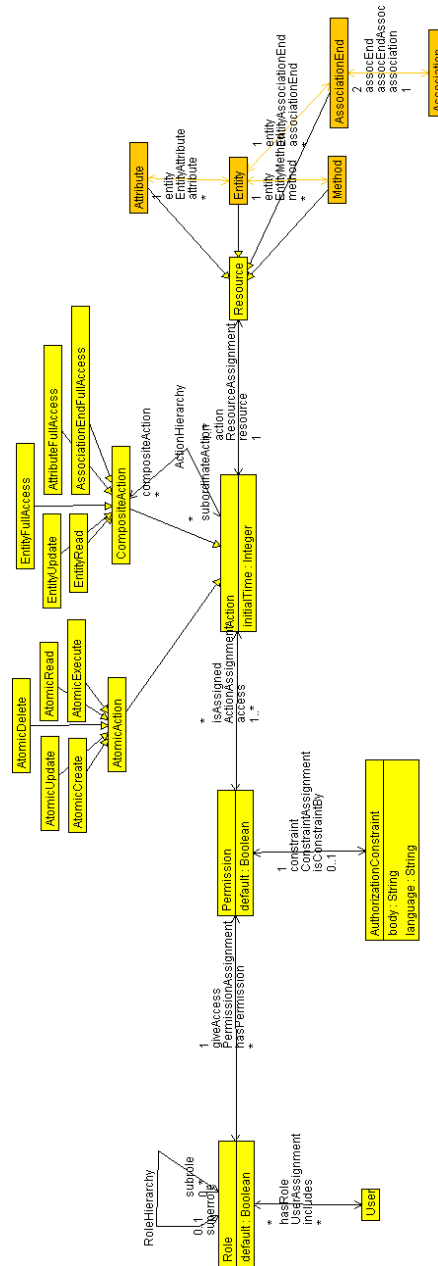 RoleHierarchy
subrole
0..1
superrole
Role
default : Boolean
*
hasRole
UserAssignment
includes
*
User
1
giveAccess
PermissionAssignment
hasPermission
*
Permission
default : Boolean
1
constraint
ConstraintAssignment
isConstraintBy
0..1
AuthorizationConstraint
body : String
language : String
*
isAssigned
ActionAssignment
access
1..*
Action
initialTime : Integer
AtomicDelete
AtomicUpdate
AtomicRead
AtomicCreate
AtomicExecute
AtomicAction
EntityFullAccess
EntityUpdate
AttributeFullAccess
EntityRead
AssociationEndFullAccess
CompositeAction
compositeAction
*
ActionHierarchy
*
subordinateAction
action
ResourceAssignment
resource
1
Resource
Attribute
1
entity
EntityAttribute
attribute
*
Entity
1
entity
EntityMethod
method
*
1
entity
EntityAssociationEnd
associationEnd
*
Method
AssociationEnd
2
assocEnd
assocEndAssoc
association
1
Association